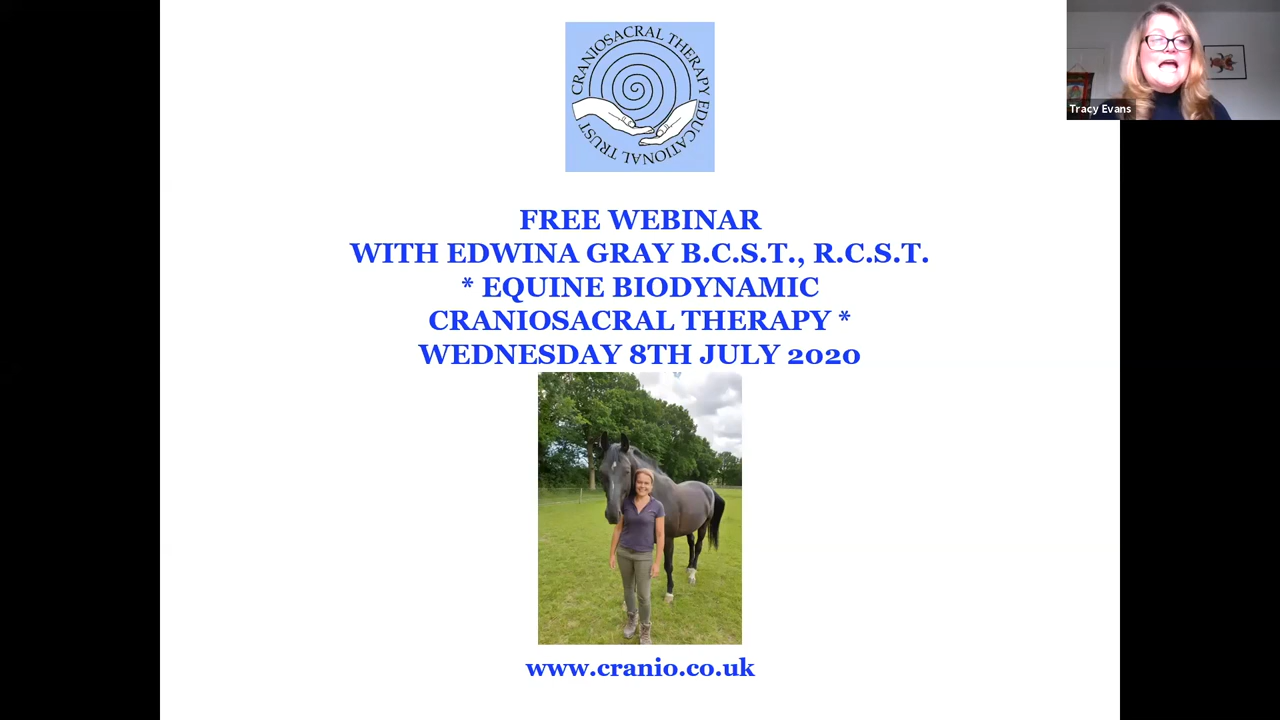 CRANIOSACRAL THERAPY EDUCATIONAL TRUST
Tracy Evans
FREE WEBINAR
WITH EDWINA GRAY B.C.S.T., R.C.S.T.
* EQUINE BIODYNAMIC
CRANIOSACRAL THERAPY *
WEDNESDAY 8TH JULY 2020
www.cranio.co.uk